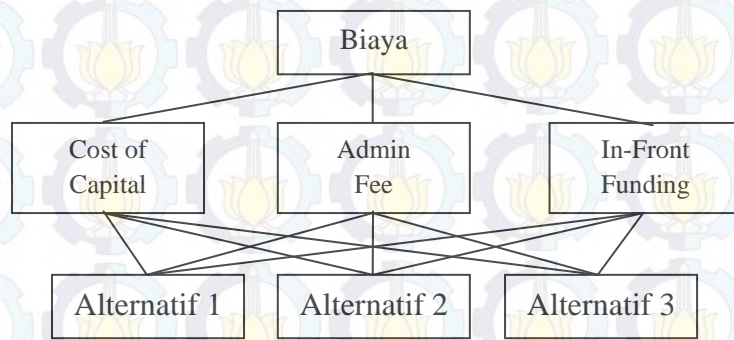 Biaya
Cost of
Capital
Admin
Fee
In-Front
Funding
Alternatif 1
Alternatif 2
Alternatif 3